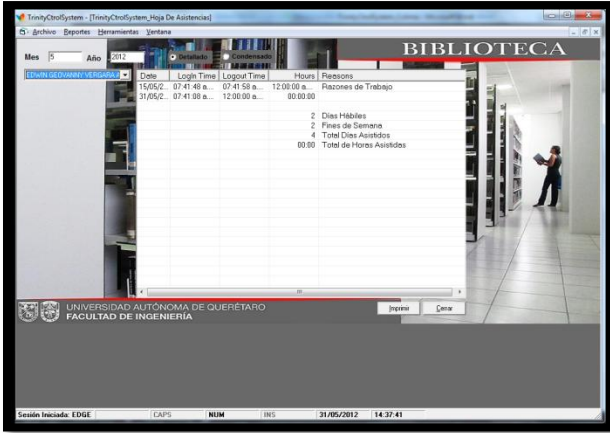 TrinityCtrolSystem - [TrinityCtrolSystem_Hoja De Asistencias]
Archivo Reportes Herramientas Ventana
Mes 5 Año 2012 Detallado Condensado
BIBLIOTECA
EDWIN GEOVANNY VERGARA A
Date Login Time Logout Time Hours Reasons
15/05/2... 07:41:48 a... 07:41:58 a... 12:00:00 a... Razones de Trabajo
31/05/2... 07:41:08 a... 12:00:00 a... 00:00:00
2 Días Hábiles
2 Fines de Semana
4 Total Días Asistidos
00:00 Total de Horas Asistidas
UNIVERSIDAD AUTÓNOMA DE QUERÉTARO
FACULTAD DE INGENIERÍA
Imprimir Cerrar
Sesión Iniciada: EDGE CAPS NUM INS 31/05/2012 14:37:41